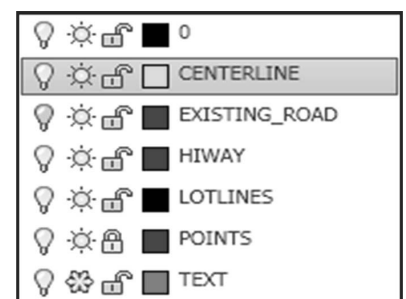 0
CENTERLINE
EXISTING_ROAD
HIWAY
LOTLINES
POINTS
TEXT